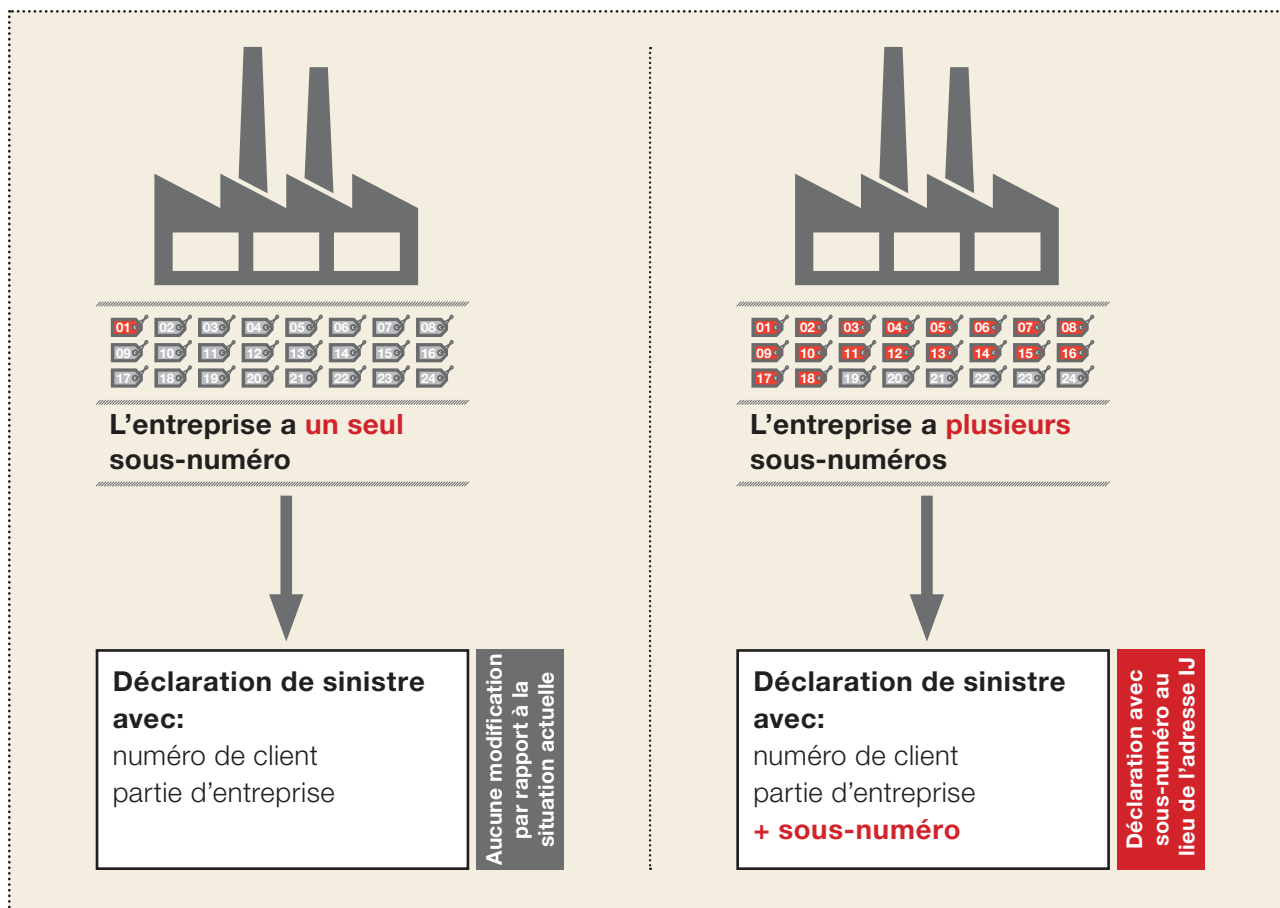 01 02 03 04 05 06 07 08
09 10 11 12 13 14 15 16
17 18 19 20 21 22 23 24
L’entreprise a un seul
sous-numéro
Déclaration de sinistre
avec:
numéro de client
partie d’entreprise
Aucune modification
par rapport à la
situation actuelle
01 02 03 04 05 06 07 08
09 10 11 12 13 14 15 16
17 18 19 20 21 22 23 24
L’entreprise a plusieurs
sous-numéros
Déclaration de sinistre
avec:
numéro de client
partie d’entreprise
+ sous-numéro
Déclaration avec
sous-numéro au
lieu de l’adresse IJ